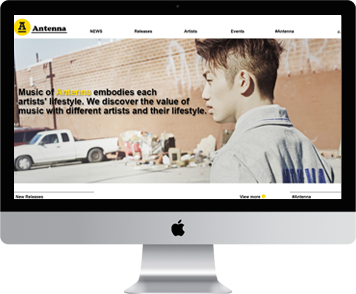 A Antenna
NEWS Releases Artists Events #Antenna
Music of Antenna embodies each
artists' lifestyle. We discover the value of
music with different artists and their lifestyle.
New Releases View more #Antenna